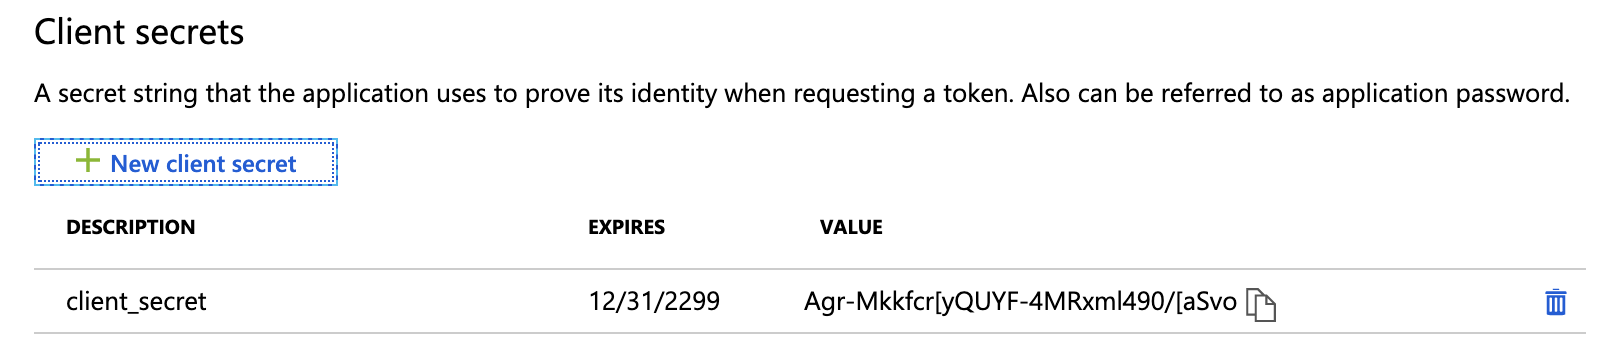 Client secrets
A secret string that the application uses to prove its identity when requesting a token. Also can be referred to as application password.
New client secret
DESCRIPTION EXPIRES VALUE
client_secret 12/31/2299 Agr-Mkkfcr[yQUYF-4MRxml490/[aSvo